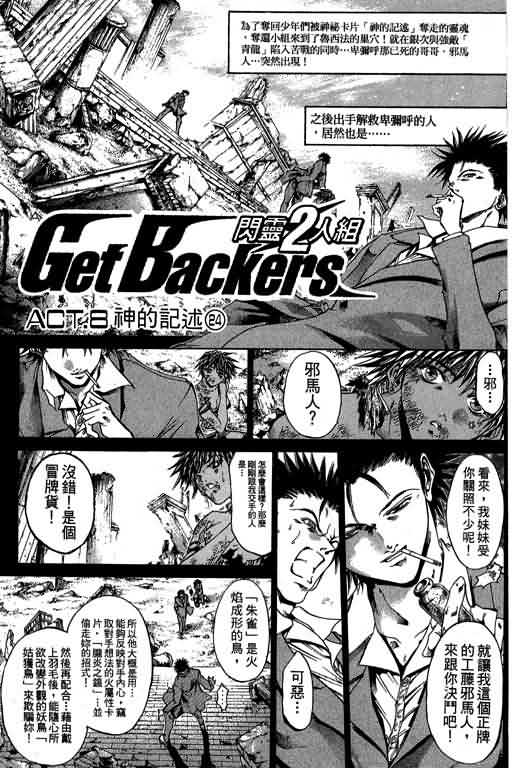 為了奪回少年們被神秘卡片「神的記述」奪走的靈魂，
奪還小組來到了魯西法的巢穴！就在銀次與強敵「
青龍」陷入苦戰的同時…卑彌呼那已死的哥哥．邪馬
人…突然出現！
之後出手解救卑彌呼的人
，居然也是……
閃靈2人組
GetBackers
ACT.8 神的記述㉔
…邪…
邪馬人？
怎麼會這樣？那麼
剛剛跟我交手的人
是…
沒錯！是個
冒牌貨！
看來，我妹妹受
你關照不少呢！
就讓我這個正牌
的工藤邪馬人，
來跟你決鬥吧！
可惡…
「朱雀」是火
焰成形的鳥，
所以他大概是用…
能夠反映對手內心，竊
取對手想法的火屬性卡
片．「朧炎之鏡」…並
偷走妳的招式！
然後再配合…藉由戴
上羽毛後，能隨心所
欲改變外觀的妖鳥「
姑獲鳥」來欺騙妳！